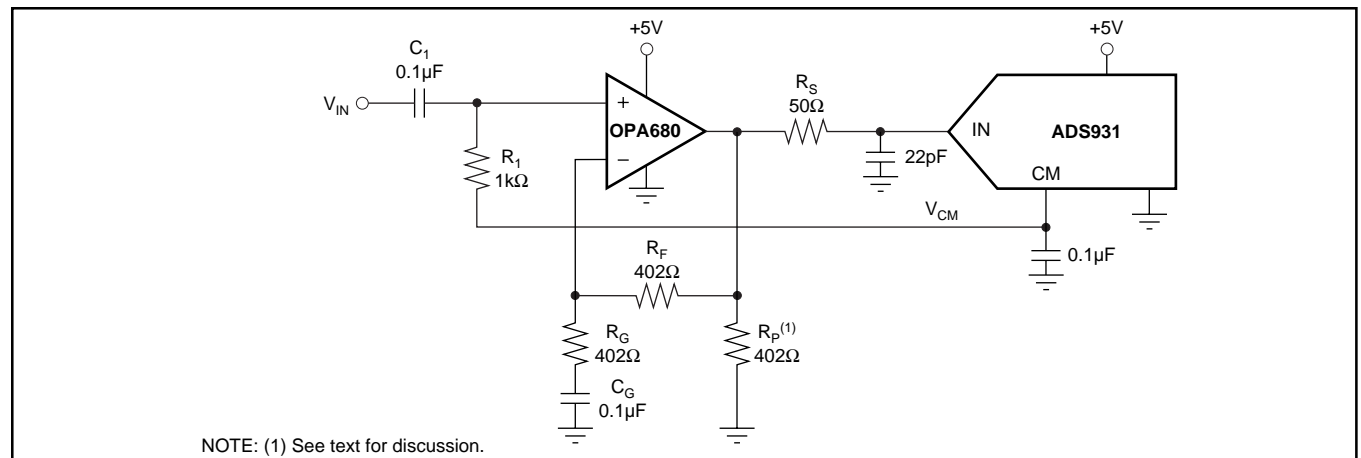 +5V
+5V
C1
0.1µF
RS
50Ω
VIN
+
OPA680
−
IN
ADS931
22pF
R1
1kΩ
CM
VCM
0.1µF
RF
402Ω
RG
402Ω
RP(1)
402Ω
CG
0.1µF
NOTE: (1) See text for discussion.